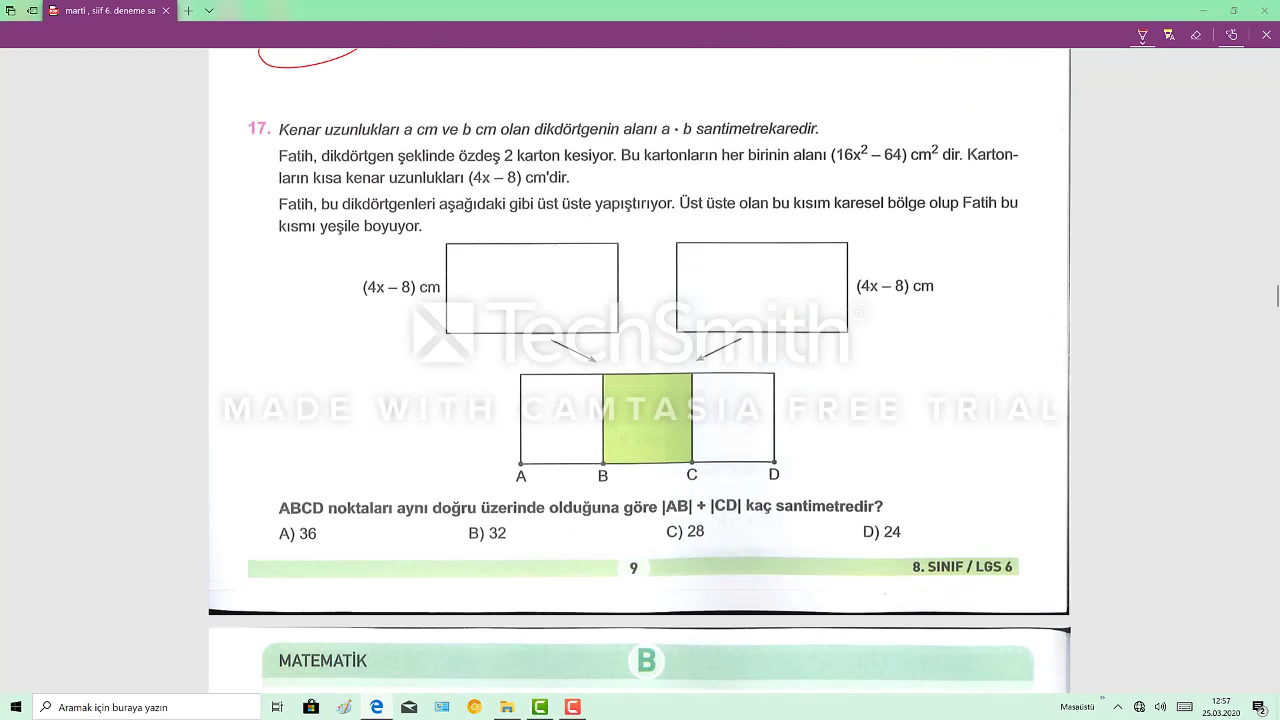 marti , siif 6. deneme sa
17. Kenar uzunlukları a cm ve b cm olan dikdörtgenin alanı a · b santimetrekaredir.
Fatih, dikdörtgen şeklinde özdeş 2 karton kesiyor. Bu kartonların her birinin alanı (16x² – 64) cm² dir. Karton-
ların kısa kenar uzunlukları (4x – 8) cm'dir.
Fatih, bu dikdörtgenleri aşağıdaki gibi üst üste yapıştırıyor. Üst üste olan bu kısım karesel bölge olup Fatih bu
kısmı yeşile boyuyor.
(4x – 8) cm
(4x – 8) cm
TechSmith®
MADE WITH CAMTASIA FREE TRIAL
A B C D
ABCD noktaları aynı doğru üzerinde olduğuna göre |AB| + |CD| kaç santimetredir?
A) 36 B) 32 C) 28 D) 24
9
8. SINIF / LGS 6
MATEMATİK
B
Aramak için buraya yazın
Masaüstü
12:57
25.03.2020
2